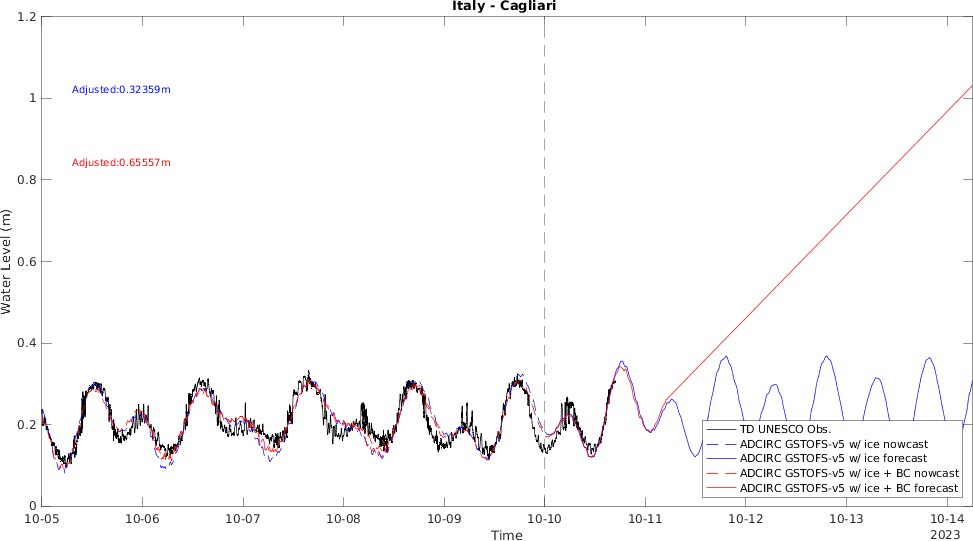 Italy - Cagliari
1.2
1
0.8
0.6
0.4
0.2
0
Water Level (m)
Adjusted:0.32359m
Adjusted:0.65557m
TD UNESCO Obs.
ADCIRC GSTOFS-v5 w/ ice nowcast
ADCIRC GSTOFS-v5 w/ ice forecast
ADCIRC GSTOFS-v5 w/ ice + BC nowcast
ADCIRC GSTOFS-v5 w/ ice + BC forecast
10-05 10-06 10-07 10-08 10-09 10-10 10-11 10-12 10-13 10-14
2023
Time